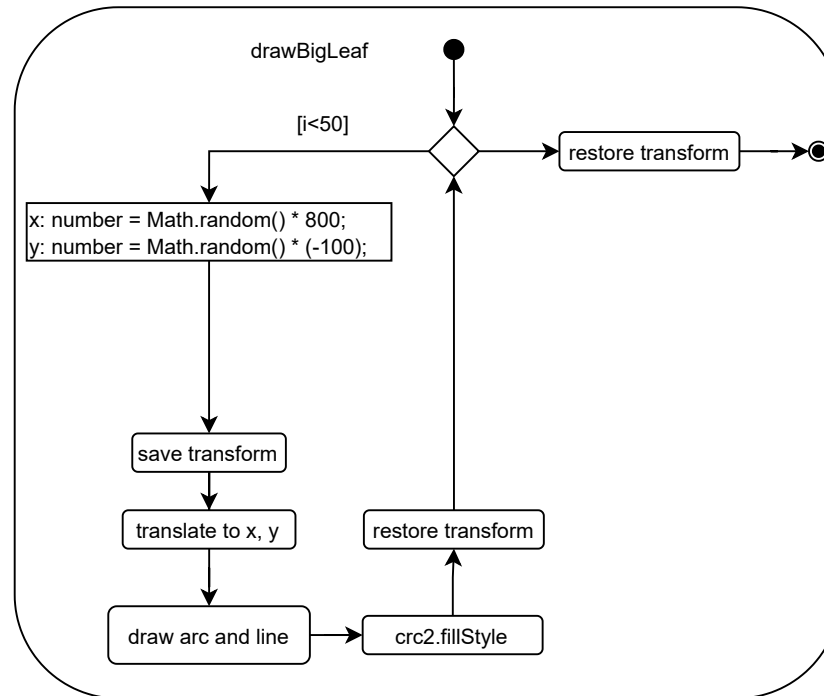 drawBigLeaf
[i<50]
restore transform
x: number = Math.random() * 800;
y: number = Math.random() * (-100);
save transform
translate to x, y
restore transform
draw arc and line
crc2.fillStyle